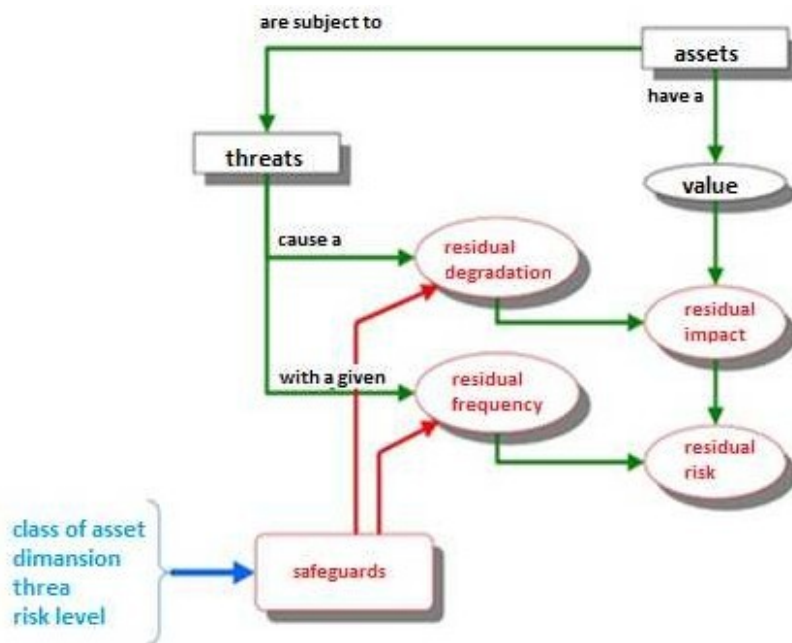 are subject to
assets
have a
threats
value
cause a
residual
degradation
residual
impact
with a given
residual
frequency
residual
risk
class of asset
dimansion
threa
risk level
safeguards